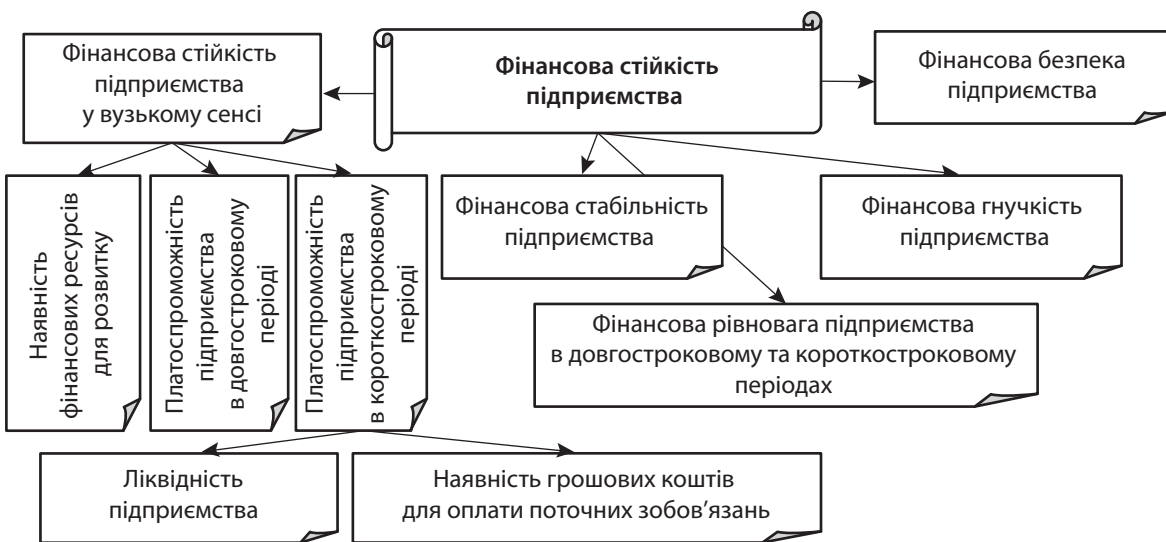 Фінансова стійкість
підприємства
у вузькому сенсі
Фінансова стійкість
підприємства
Фінансова безпека
підприємства
Наявність
фінансових ресурсів
для розвитку
Платоспроможність
підприємства
в довгостроковому
періоді
Платоспроможність
підприємства
в короткостроковому
періоді
Фінансова стабільність
підприємства
Фінансова гнучкість
підприємства
Фінансова рівновага підприємства
в довгостроковому та короткостроковому
періодах
Ліквідність
підприємства
Наявність грошових коштів
для оплати поточних зобов’язань